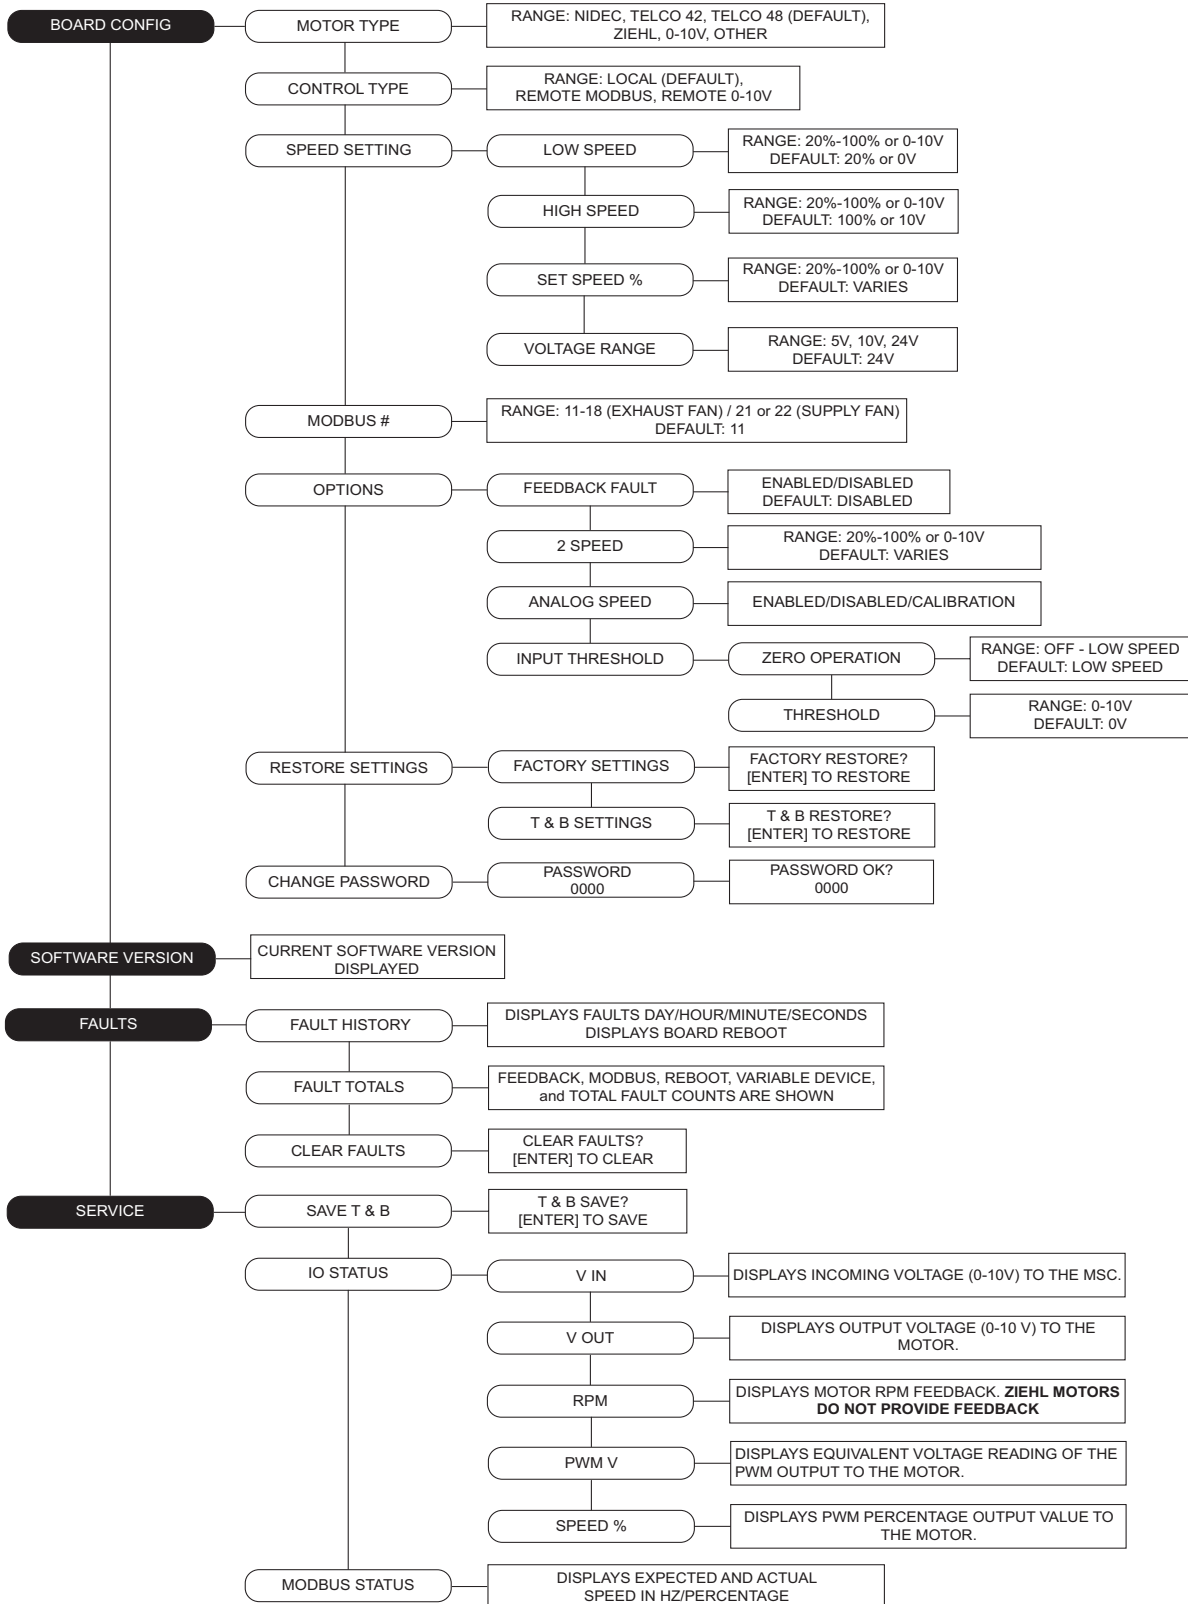 BOARD CONFIG
MOTOR TYPE
RANGE: NIDEC, TELCO 42, TELCO 48 (DEFAULT),
ZIEHL, 0-10V, OTHER
CONTROL TYPE
RANGE: LOCAL (DEFAULT),
REMOTE MODBUS, REMOTE 0-10V
SPEED SETTING
LOW SPEED
RANGE: 20%-100% or 0-10V
DEFAULT: 20% or 0V
HIGH SPEED
RANGE: 20%-100% or 0-10V
DEFAULT: 100% or 10V
SET SPEED %
RANGE: 20%-100% or 0-10V
DEFAULT: VARIES
VOLTAGE RANGE
RANGE: 5V, 10V, 24V
DEFAULT: 24V
MODBUS #
RANGE: 11-18 (EXHAUST FAN) / 21 or 22 (SUPPLY FAN)
DEFAULT: 11
OPTIONS
FEEDBACK FAULT
ENABLED/DISABLED
DEFAULT: DISABLED
2 SPEED
RANGE: 20%-100% or 0-10V
DEFAULT: VARIES
ANALOG SPEED
ENABLED/DISABLED/CALIBRATION
INPUT THRESHOLD
ZERO OPERATION
RANGE: OFF - LOW SPEED
DEFAULT: LOW SPEED
THRESHOLD
RANGE: 0-10V
DEFAULT: 0V
RESTORE SETTINGS
FACTORY SETTINGS
FACTORY RESTORE?
[ENTER] TO RESTORE
T & B SETTINGS
T & B RESTORE?
[ENTER] TO RESTORE
CHANGE PASSWORD
PASSWORD
0000
PASSWORD OK?
0000
SOFTWARE VERSION
CURRENT SOFTWARE VERSION
DISPLAYED
FAULTS
FAULT HISTORY
DISPLAYS FAULTS DAY/HOUR/MINUTE/SECONDS
DISPLAYS BOARD REBOOT
FAULT TOTALS
FEEDBACK, MODBUS, REBOOT, VARIABLE DEVICE,
and TOTAL FAULT COUNTS ARE SHOWN
CLEAR FAULTS
CLEAR FAULTS?
[ENTER] TO CLEAR
SERVICE
SAVE T & B
T & B SAVE?
[ENTER] TO SAVE
IO STATUS
V IN
DISPLAYS INCOMING VOLTAGE (0-10V) TO THE MSC.
V OUT
DISPLAYS OUTPUT VOLTAGE (0-10 V) TO THE
MOTOR.
RPM
DISPLAYS MOTOR RPM FEEDBACK. ZIEHL MOTORS
DO NOT PROVIDE FEEDBACK
PWM V
DISPLAYS EQUIVALENT VOLTAGE READING OF THE
PWM OUTPUT TO THE MOTOR.
SPEED %
DISPLAYS PWM PERCENTAGE OUTPUT VALUE TO
THE MOTOR.
MODBUS STATUS
DISPLAYS EXPECTED AND ACTUAL
SPEED IN HZ/PERCENTAGE